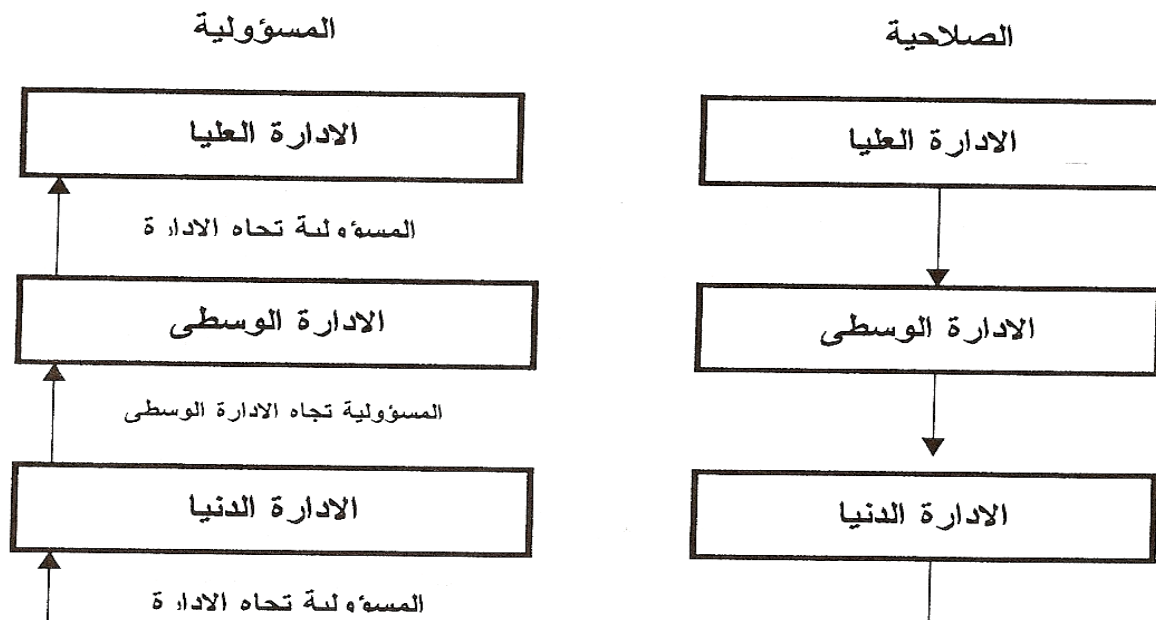 الصلاحية
المسؤولية
الادارة العليا
الادارة العليا
المسؤولية تجاه الادارة
الادارة الوسطى
الادارة الوسطى
المسؤولية تجاه الادارة الوسطى
الادارة الدنيا
الادارة الدنيا
المسؤولية تجاه الادارة